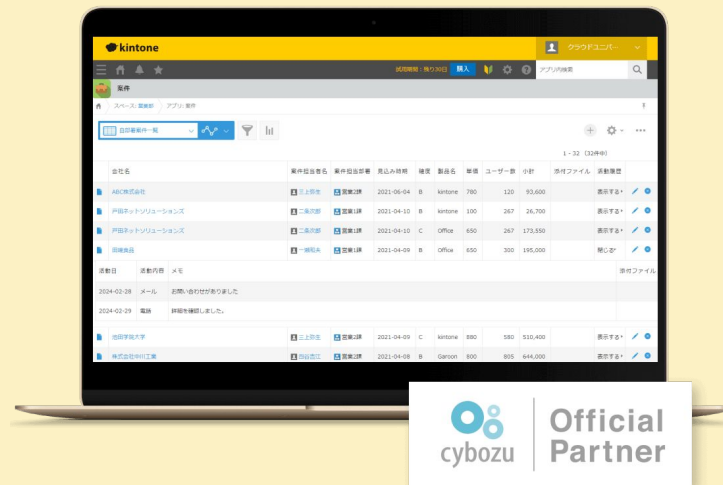 kintone
クラウドユニバ…
試用期間：残り30日 購入
アプリ内検索
案件
スペース: 営業部 アプリ: 案件
自部署案件一覧
1 - 32 (32件中)
会社名 案件担当者名 案件担当部署 見込み時期 確度 製品名 単価 ユーザー数 小計 添付ファイル 活動履歴
ABC株式会社 三上弥生 営業2課 2021-06-04 B kintone 780 120 93,600 表示する
戸田ネットソリューションズ 二条次郎 営業1課 2021-04-10 B kintone 100 267 26,700 表示する
戸田ネットソリューションズ 二条次郎 営業1課 2021-04-10 C Office 650 267 173,550 表示する
田端食品 一瀬昭夫 営業1課 2021-04-09 B Office 650 300 195,000 閉じる
活動日 活動内容 メモ 添付ファイル
2024-02-28 メール お問い合わせがありました
2024-02-29 電話 詳細を確認しました。
池田学院大学 三上弥生 営業2課 2021-04-09 C kintone 880 580 510,400 表示する
株式会社中川工業 営業2課 2021-04-08 B Garoon 800 805 644,000 表示する
cybozu
Official
Partner